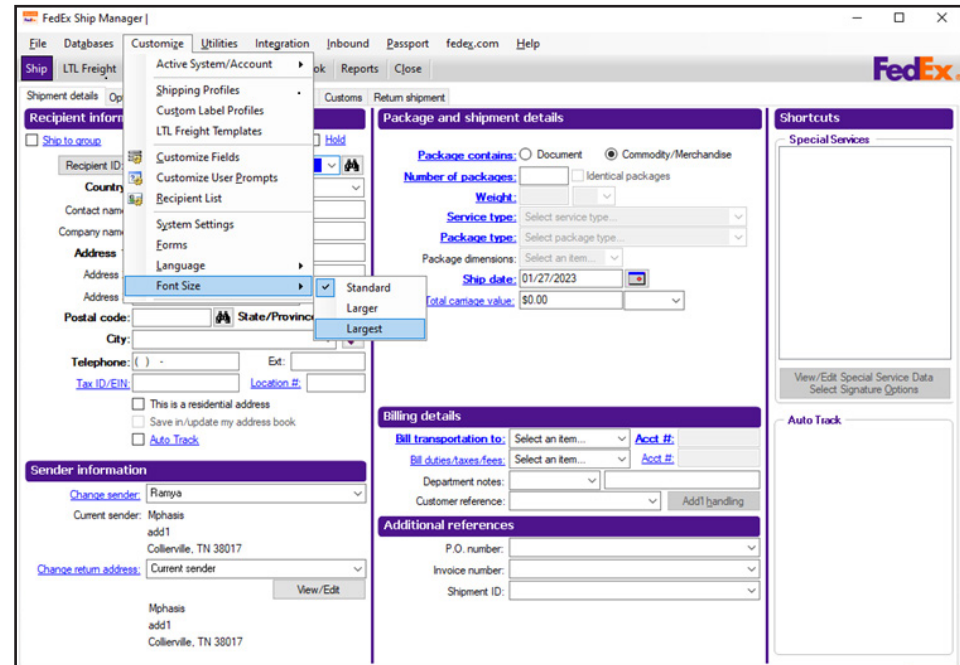 FedEx Ship Manager |
File Databases Customize Utilities Integration Inbound Passport fedex.com Help
Ship LTL Freight ok Reports Close
FedEx.
Shipment details Op Customs Return shipment
Active System/Account
Shipping Profiles
Custom Label Profiles
LTL Freight Templates
Customize Fields
Customize User Prompts
Recipient List
System Settings
Forms
Language
Font Size
Standard
Larger
Largest
Recipient inform
Ship to group Hold
Recipient ID:
Country
Contact nam
Company nam
Address
Address
Address
Postal code: State/Province
City:
Telephone: ( ) - Ext:
Tax ID/EIN: Location #:
This is a residential address
Save in/update my address book
Auto Track
Sender information
Change sender: Ramya
Current sender: Mphasis
add1
Collierville, TN 38017
Change return address: Current sender
View/Edit
Mphasis
add1
Collierville, TN 38017
Package and shipment details
Package contains: Document Commodity/Merchandise
Number of packages: Identical packages
Weight:
Service type: Select service type...
Package type: Select package type...
Package dimensions: Select an item...
Ship date: 01/27/2023
Total carriage value: $0.00
Billing details
Bill transportation to: Select an item... Acct #:
Bill duties/taxes/fees: Select an item... Acct #:
Department notes:
Customer reference: Add'l handling
Additional references
P.O. number:
Invoice number:
Shipment ID:
Shortcuts
Special Services
View/Edit Special Service Data
Select Signature Options
Auto Track